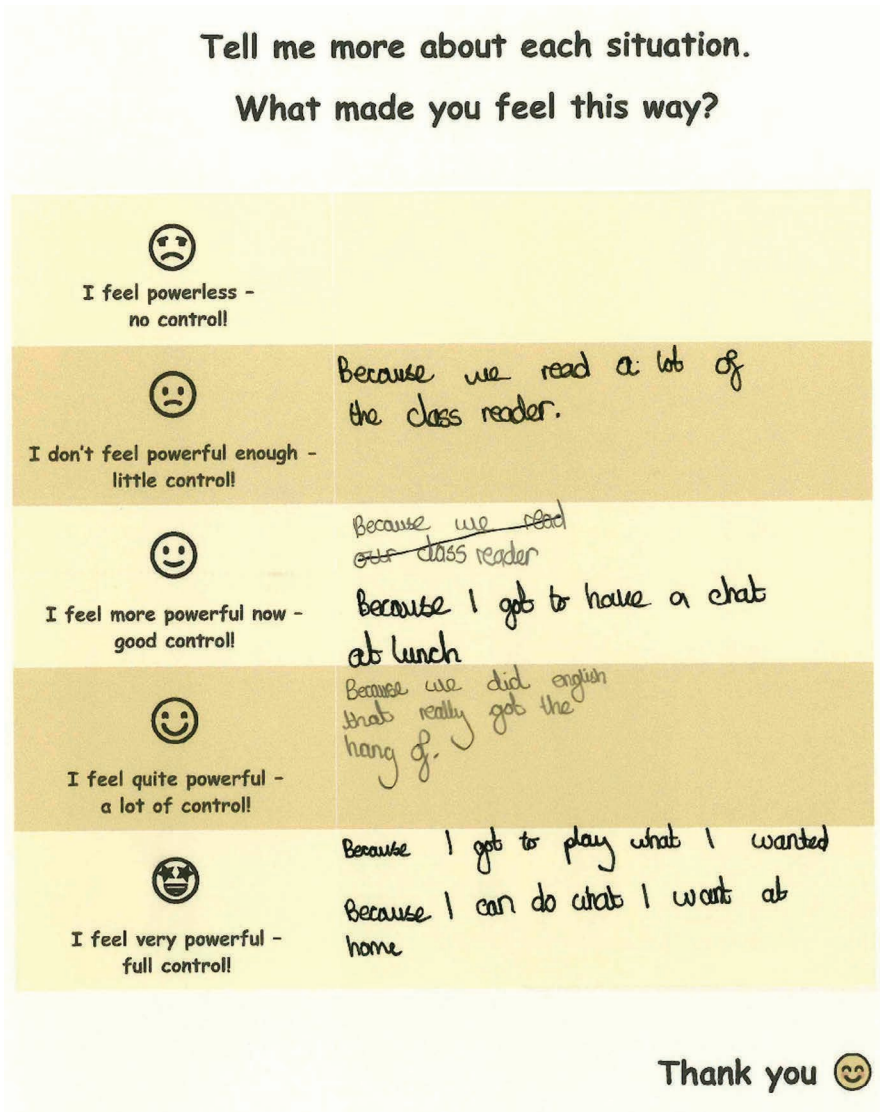 Tell me more about each situation.
What made you feel this way?
I feel powerless -
no control!
I don't feel powerful enough -
little control!
Because we read a lot of
the class reader.
I feel more powerful now -
good control!
Because we read
our class reader
Because I got to have a chat
at lunch
I feel quite powerful -
a lot of control!
Because we did english
that really got the
hang of.
I feel very powerful -
full control!
Because I got to play what I wanted
Because I can do what I want at
home
Thank you